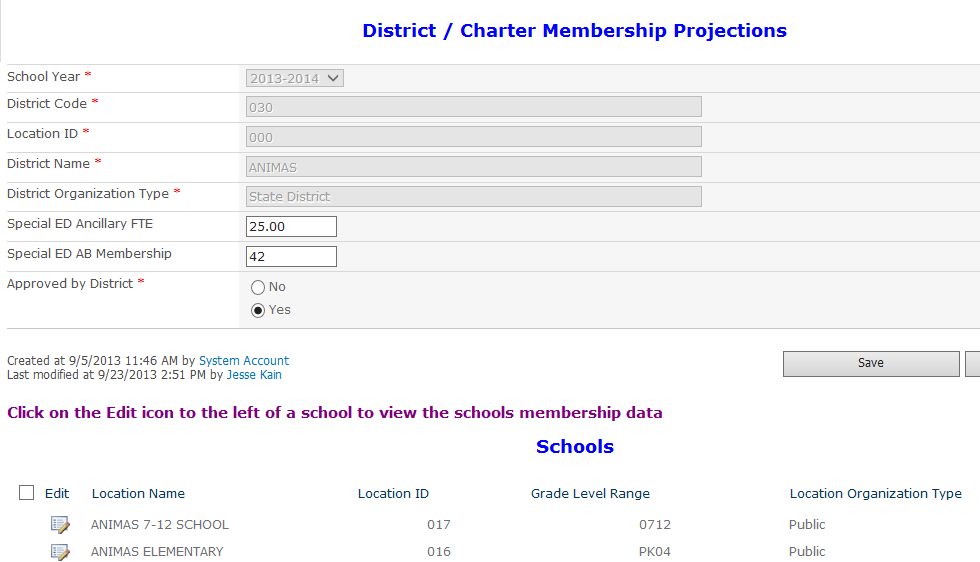 District / Charter Membership Projections
School Year *
2013-2014
District Code *
030
Location ID *
000
District Name *
ANIMAS
District Organization Type *
State District
Special ED Ancillary FTE
25.00
Special ED AB Membership
42
Approved by District *
No
Yes
Created at 9/5/2013 11:46 AM by System Account
Last modified at 9/23/2013 2:51 PM by Jesse Kain
Save
Click on the Edit icon to the left of a school to view the schools membership data
Schools
Edit Location Name Location ID Grade Level Range Location Organization Type
ANIMAS 7-12 SCHOOL 017 0712 Public
ANIMAS ELEMENTARY 016 PK04 Public